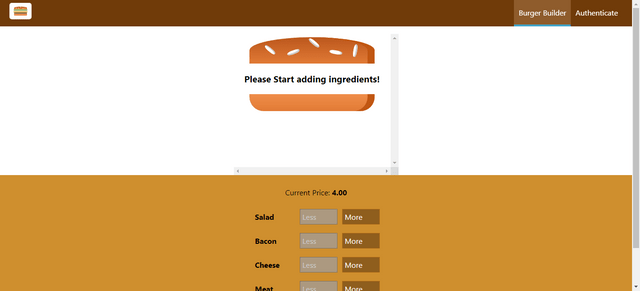 Burger Builder Authenticate
Please Start adding ingredients!
Current Price: 4.00
Salad Less More
Bacon Less More
Cheese Less More
Meat Less More